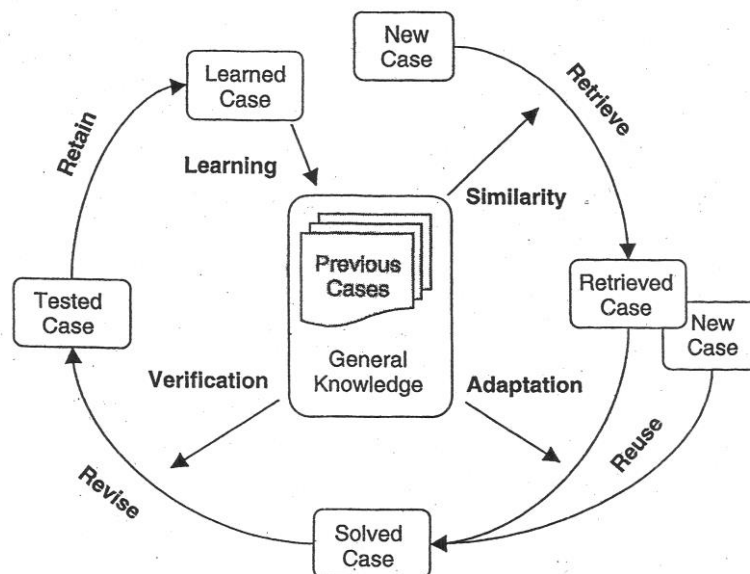 New
Case
Learned
Case
Retrieve
Retain
Learning
Similarity
Previous
Cases
General
Knowledge
Retrieved
Case
New
Case
Tested
Case
Verification
Adaptation
Reuse
Revise
Solved
Case